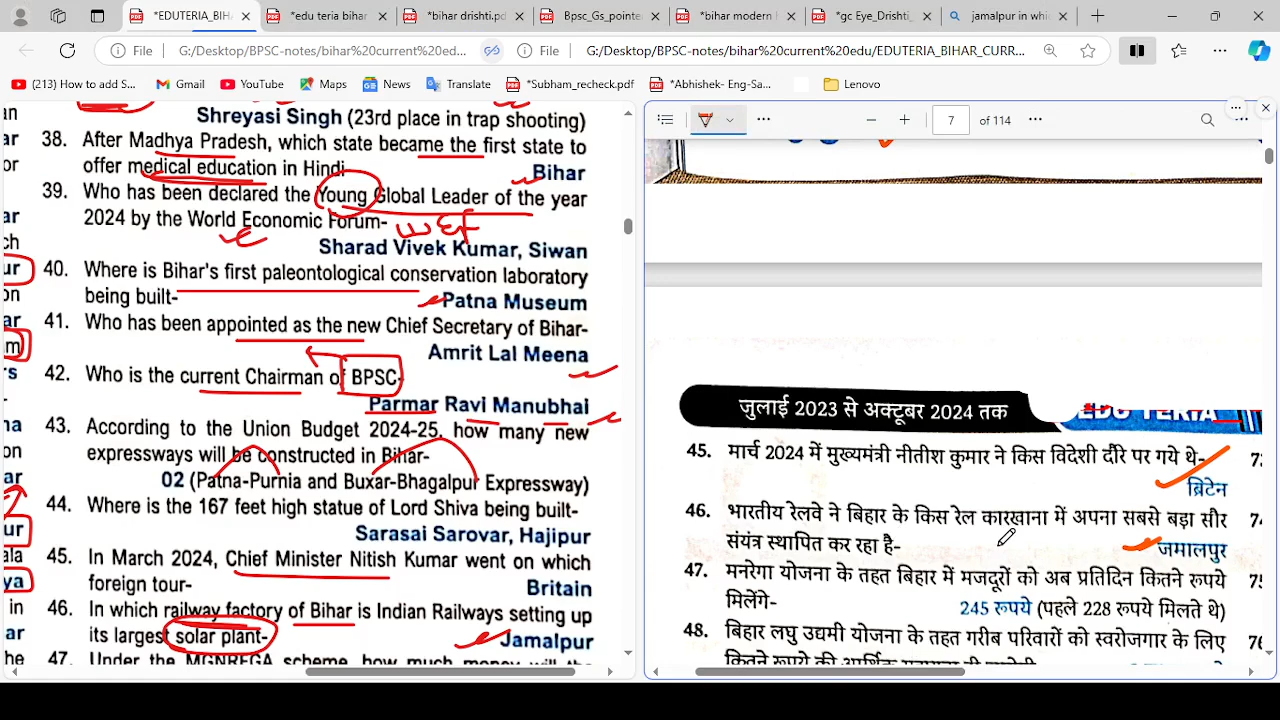 *EDUTERIA_BIH
*edu teria bihar
*bihar drishti.pd
Bpsc_Gs_pointe
*bihar modern
*gc Eye_Drishti_
jamalpur in whi
File
G:/Desktop/BPSC-notes/bihar%20current%20ed...
File
G:/Desktop/BPSC-notes/bihar%20current%20edu/EDUTERIA_BIHAR_CURR...
(213) How to add S...
Gmail
YouTube
Maps
News
Translate
*Subham_recheck.pdf
*Abhishek- Eng-Sa...
Lenovo
Shreyasi Singh (23rd place in trap shooting)
38. After Madhya Pradesh, which state became the first state to
offer medical education in Hindi
Bihar
39. Who has been declared the Young Global Leader of the year
2024 by the World Economic Forum-
wef
Sharad Vivek Kumar, Siwan
40. Where is Bihar's first paleontological conservation laboratory
being built-
Patna Museum
41. Who has been appointed as the new Chief Secretary of Bihar-
Amrit Lal Meena
42. Who is the current Chairman of BPSC-
Parmar Ravi Manubhai
43. According to the Union Budget 2024-25, how many new
expressways will be constructed in Bihar-
02 (Patna-Purnia and Buxar-Bhagalpur Expressway)
44. Where is the 167 feet high statue of Lord Shiva being built-
Sarasai Sarovar, Hajipur
45. In March 2024, Chief Minister Nitish Kumar went on which
foreign tour-
Britain
46. In which railway factory of Bihar is Indian Railways setting up
its largest solar plant-
Jamalpur
47. Under the MGNREGA scheme, how much money will the
7
of 114
जुलाई 2023 से अक्टूबर 2024 तक
EDU TERIA
45. मार्च 2024 में मुख्यमंत्री नीतीश कुमार ने किस विदेशी दौरे पर गये थे-
ब्रिटेन
46. भारतीय रेलवे ने बिहार के किस रेल कारखाना में अपना सबसे बड़ा सौर
संयंत्र स्थापित कर रहा है-
जमालपुर
47. मनरेगा योजना के तहत बिहार में मजदूरों को अब प्रतिदिन कितने रुपये
मिलेंगे-
245 रूपये (पहले 228 रूपये मिलते थे)
48. बिहार लघु उद्यमी योजना के तहत गरीब परिवारों को स्वरोजगार के लिए
कितने रूपये की आर्थिक